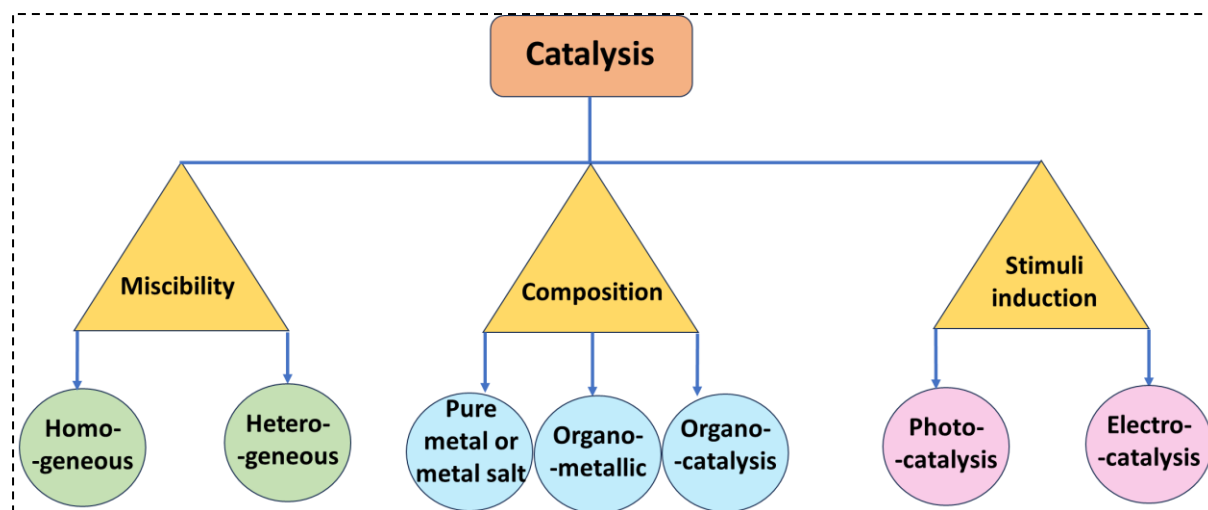 Catalysis
Miscibility
Composition
Stimuli
induction
Homo-
-geneous
Hetero-
-geneous
Pure
metal or
metal salt
Organo-
-metallic
Organo-
-catalysis
Photo-
-catalysis
Electro-
-catalysis